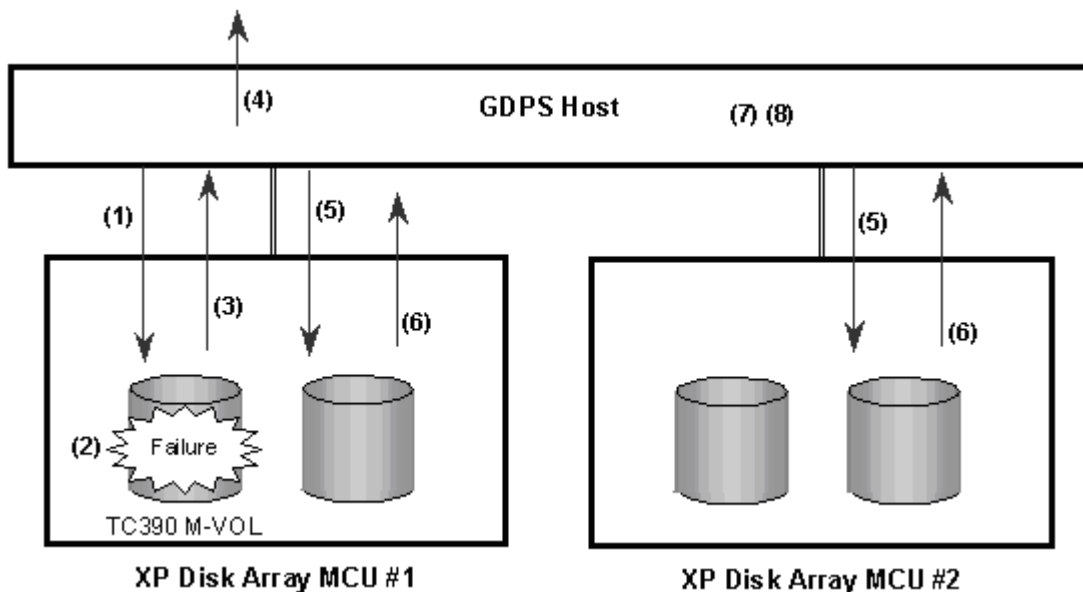 (4)
GDPS Host
(7) (8)
(1)
(5)
(5)
(3)
(6)
(6)
(2)
Failure
TC390 M-VOL
XP Disk Array MCU #1
XP Disk Array MCU #2